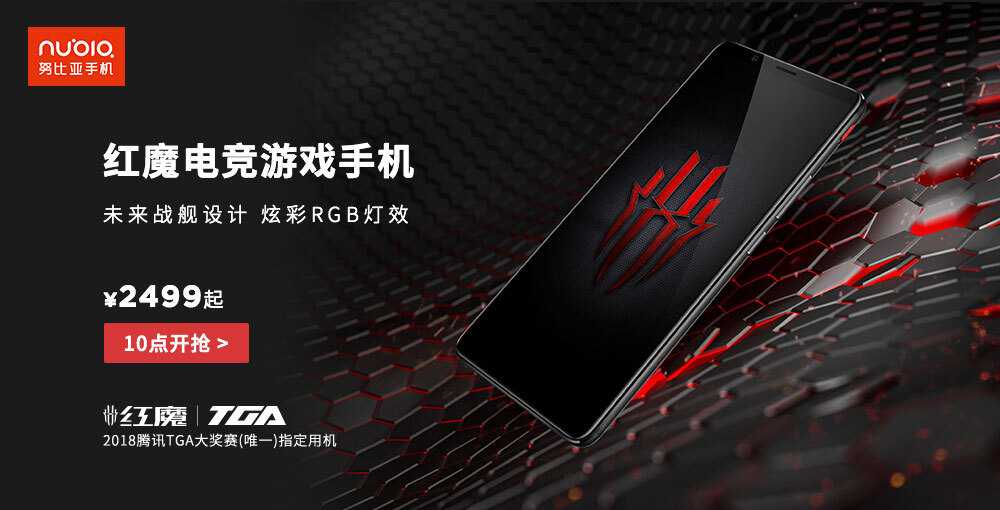 nubia
努比亚手机
红魔电竞游戏手机
未来战舰设计 炫彩RGB灯效
¥2499起
10点开抢 >
红魔 | TGA
2018腾讯TGA大奖赛(唯一)指定用机